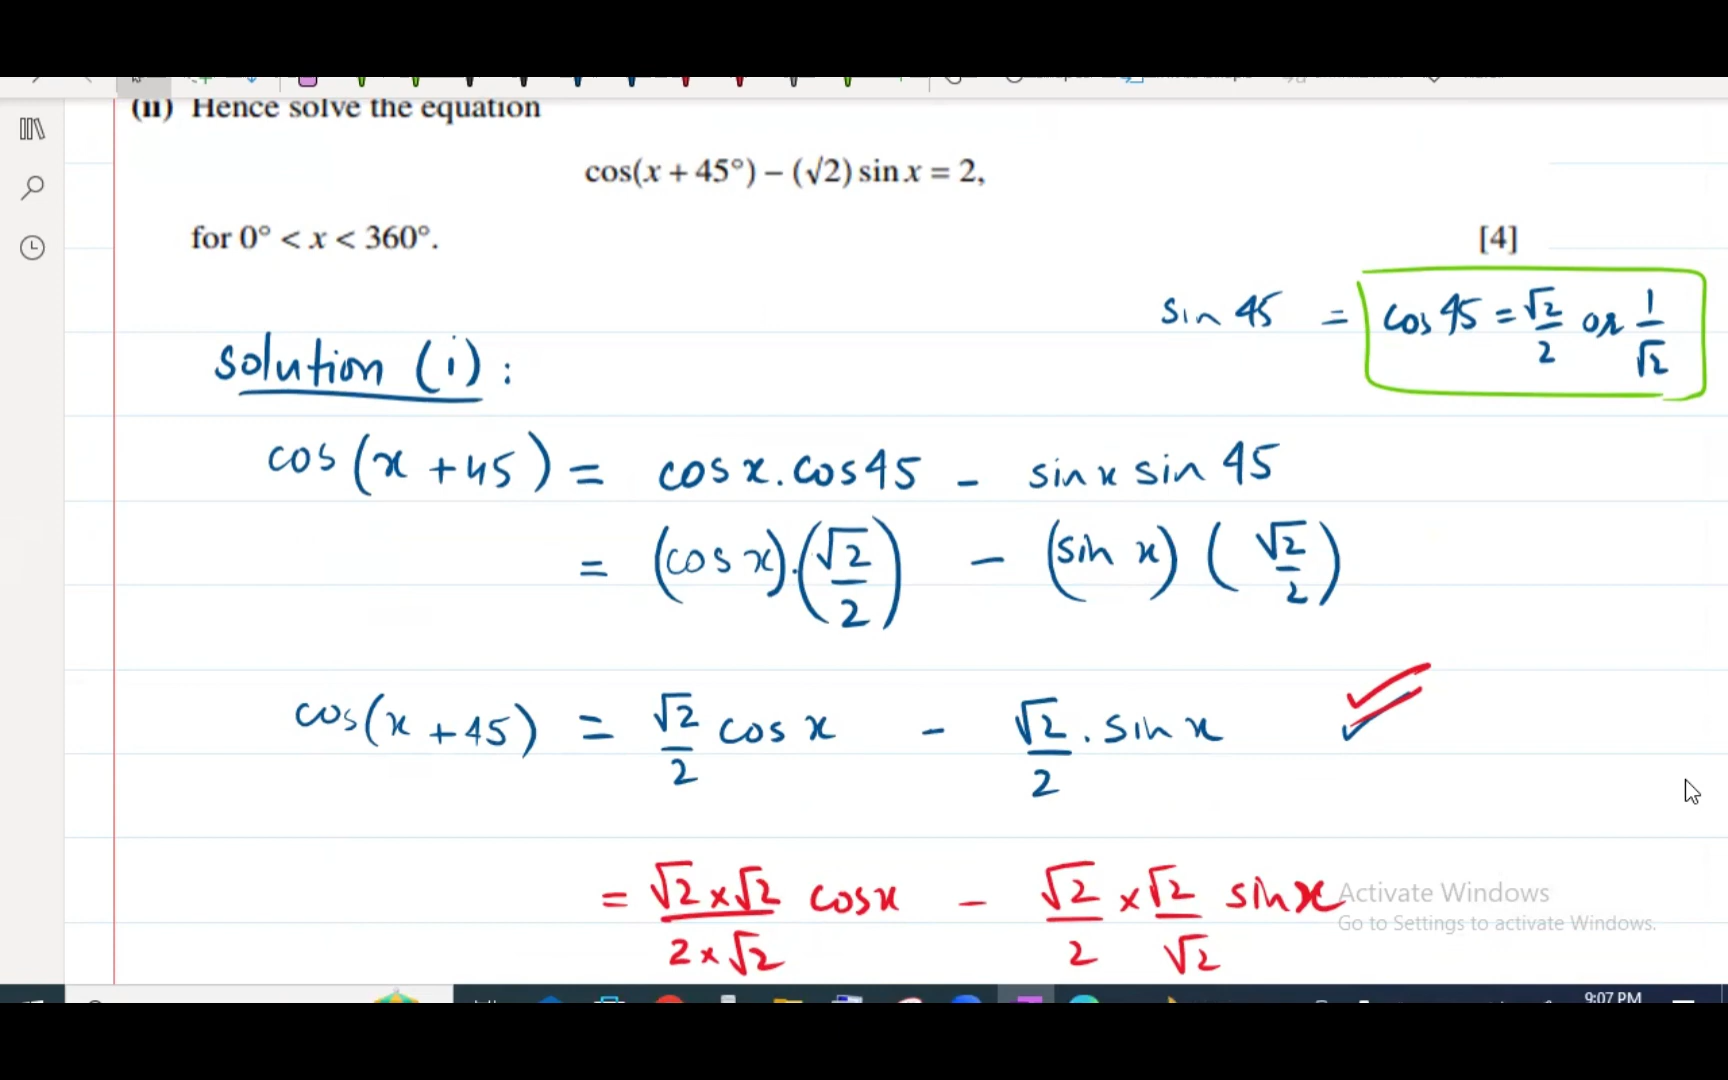 (ii) Hence solve the equation
cos(x + 45°) – (√2) sin x = 2,
for 0° < x < 360°. [4]
sin 45 = cos 45 = √2/2 or 1/√2
Solution (i) :
cos (x + 45) = cos x . cos 45 - sin x sin 45
= (cos x) . (√2/2) - (sin x) (√2/2)
cos(x + 45) = √2/2 cos x - √2/2 . sin x
= √2 × √2 / 2 × √2 cos x - √2/2 × √2/√2 sin x
Activate Windows
Go to Settings to activate Windows.
9:07 PM